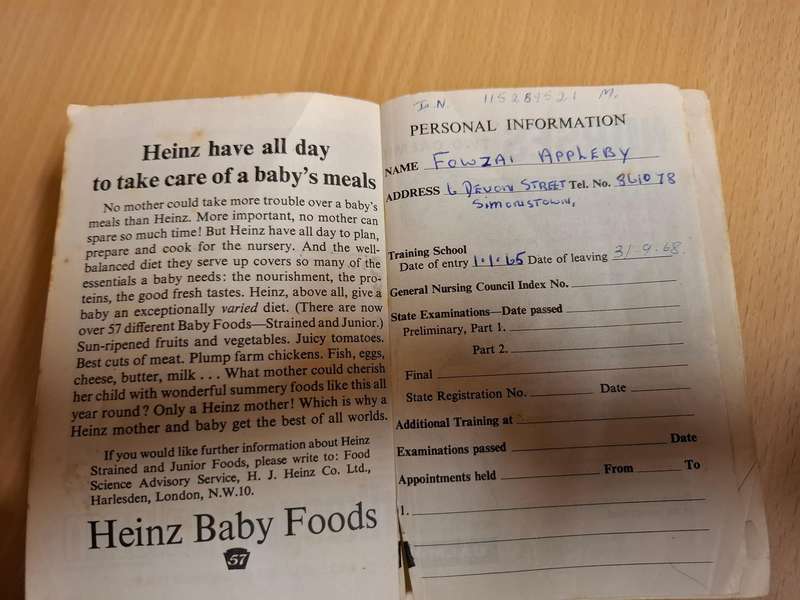 Heinz have all day
to take care of a baby's meals
No mother could take more trouble over a baby's
meals than Heinz. More important, no mother can
spare so much time! But Heinz have all day to plan,
prepare and cook for the nursery. And the well-
balanced diet they serve up covers so many of the
essentials a baby needs: the nourishment, the pro-
teins, the good fresh tastes. Heinz, above all, give a
baby an exceptionally varied diet. (There are now
over 57 different Baby Foods—Strained and Junior.)
Sun-ripened fruits and vegetables. Juicy tomatoes.
Best cuts of meat. Plump farm chickens. Fish, eggs,
cheese, butter, milk . . . What mother could cherish
her child with wonderful summery foods like this all
year round? Only a Heinz mother! Which is why a
Heinz mother and baby get the best of all worlds.
If you would like further information about Heinz
Strained and Junior Foods, please write to: Food
Science Advisory Service, H. J. Heinz Co. Ltd.,
Harlesden, London, N.W.10.
Heinz Baby Foods
57
I.N. 115289521 M.
PERSONAL INFORMATION
NAME FOWZAI APPLEBY
ADDRESS 6 DEVON STREET Tel. No. 861078
SIMONSTOWN,
Training School
Date of entry 1.1.65 Date of leaving 31-9-68
General Nursing Council Index No.
State Examinations—Date passed
Preliminary, Part 1.
Part 2.
Final
State Registration No. Date
Additional Training at
Examinations passed Date
Appointments held From To
1.